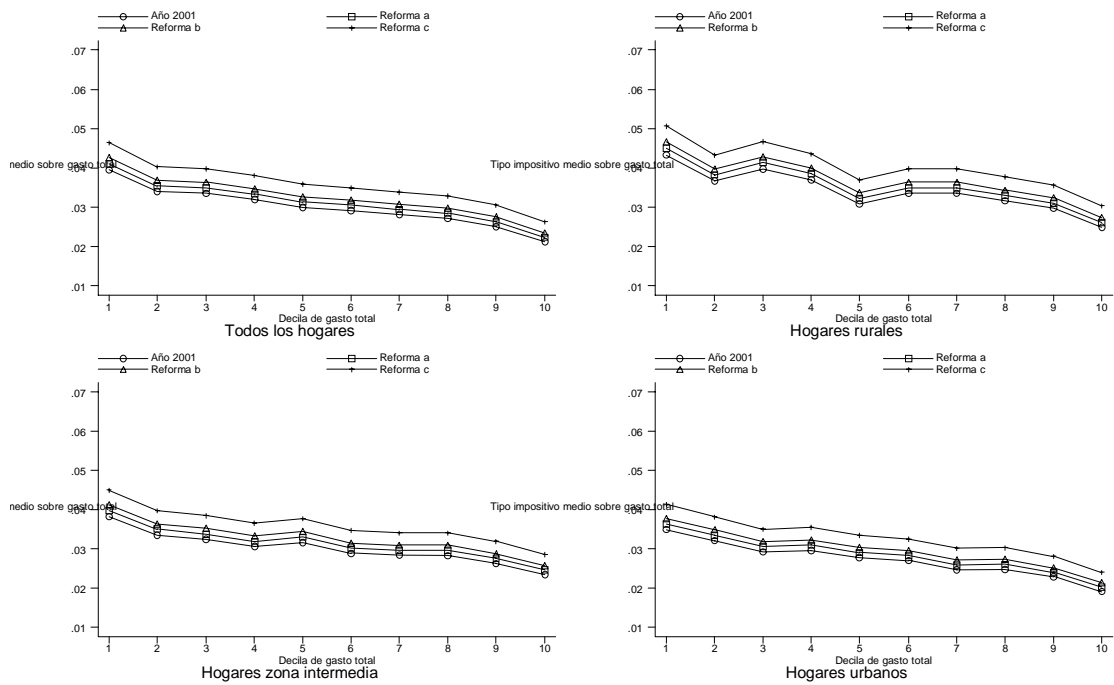 Año 2001 Reforma a
Reforma b Reforma c
.07
.06
.05
medio sobre gasto total
.04
.03
.02
.01
1 2 3 4 5 6 7 8 9 10
Decila de gasto total
Todos los hogares
Año 2001 Reforma a
Reforma b Reforma c
.07
.06
.05
Tipo impositivo medio sobre gasto total
.04
.03
.02
.01
1 2 3 4 5 6 7 8 9 10
Decila de gasto total
Hogares rurales
Año 2001 Reforma a
Reforma b Reforma c
.07
.06
.05
medio sobre gasto total
.04
.03
.02
.01
1 2 3 4 5 6 7 8 9 10
Decila de gasto total
Hogares zona intermedia
Año 2001 Reforma a
Reforma b Reforma c
.07
.06
.05
Tipo impositivo medio sobre gasto total
.04
.03
.02
.01
1 2 3 4 5 6 7 8 9 10
Decila de gasto total
Hogares urbanos